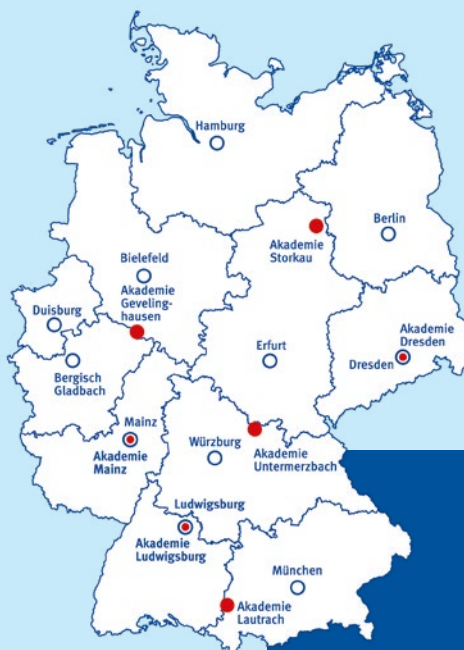 Hamburg
Berlin
Akademie
Storkau
Bielefeld
Akademie
Geveling-
hausen
Duisburg
Bergisch
Gladbach
Erfurt
Akademie
Dresden
Dresden
Mainz
Akademie
Mainz
Würzburg
Akademie
Untermerzbach
Ludwigsburg
Akademie
Ludwigsburg
München
Akademie
Lautrach